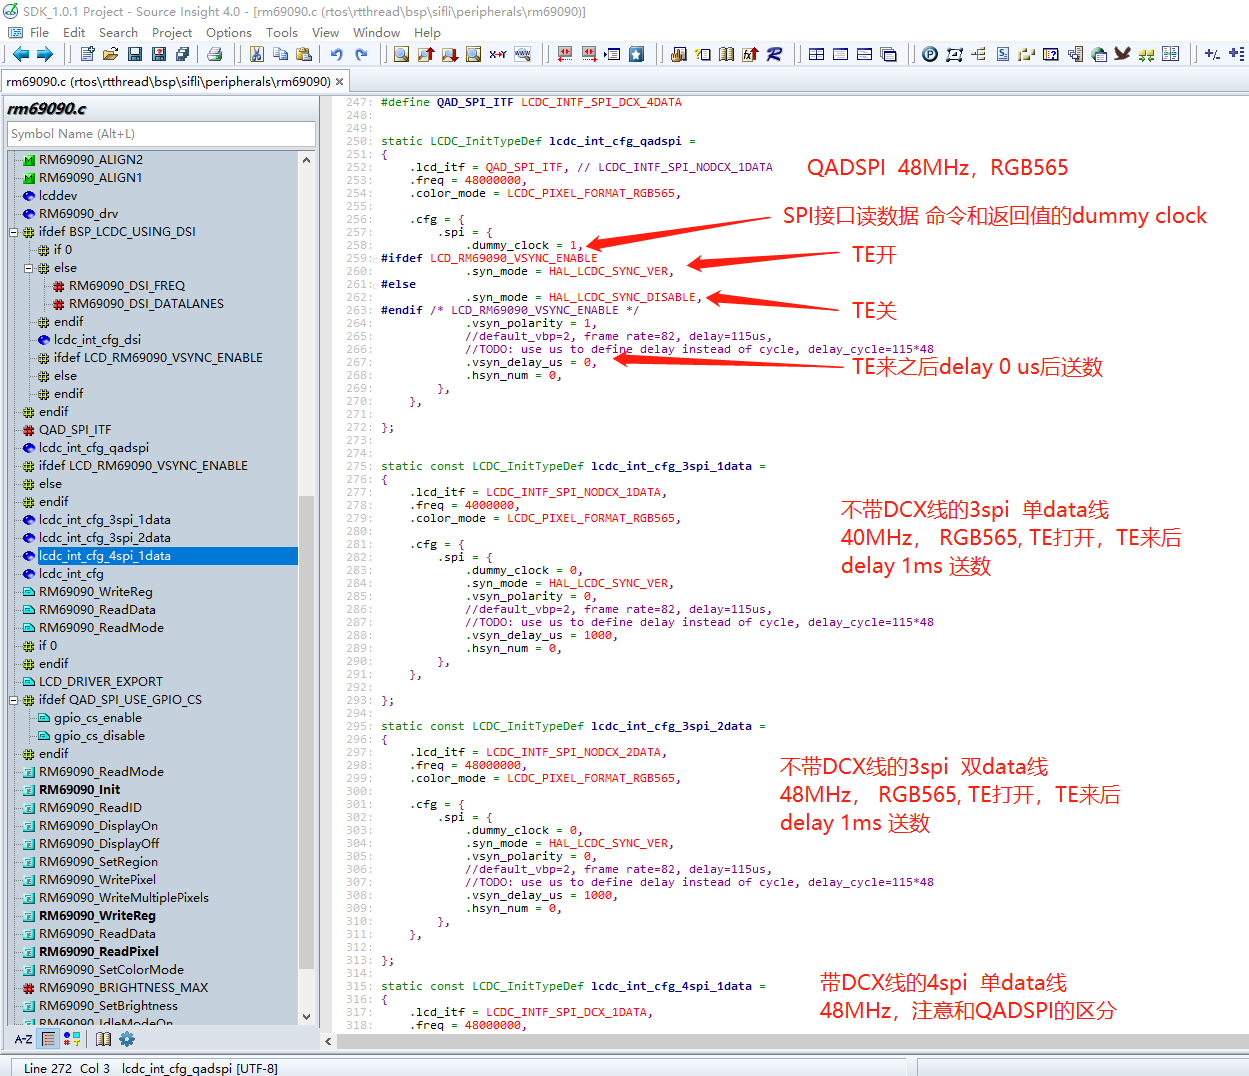 SDK_1.0.1 Project - Source Insight 4.0 - [rm69090.c (rtos\rtthread\bsp\sifli\peripherals\rm69090)]
File Edit Search Project Options Tools View Window Help
rm69090.c (rtos\rtthread\bsp\sifli\peripherals\rm69090)
rm69090.c
Symbol Name (Alt+L)
RM69090_ALIGN2
RM69090_ALIGN1
lcddev
RM69090_drv
ifdef BSP_LCDC_USING_DSI
if 0
else
RM69090_DSI_FREQ
RM69090_DSI_DATALANES
endif
lcdc_int_cfg_dsi
ifdef LCD_RM69090_VSYNC_ENABLE
else
endif
endif
QAD_SPI_ITF
lcdc_int_cfg_qadspi
ifdef LCD_RM69090_VSYNC_ENABLE
else
endif
lcdc_int_cfg_3spi_1data
lcdc_int_cfg_3spi_2data
lcdc_int_cfg_4spi_1data
lcdc_int_cfg
RM69090_WriteReg
RM69090_ReadData
RM69090_ReadMode
if 0
endif
LCD_DRIVER_EXPORT
ifdef QAD_SPI_USE_GPIO_CS
gpio_cs_enable
gpio_cs_disable
endif
RM69090_ReadMode
RM69090_Init
RM69090_ReadID
RM69090_DisplayOn
RM69090_DisplayOff
RM69090_SetRegion
RM69090_WritePixel
RM69090_WriteMultiplePixels
RM69090_WriteReg
RM69090_ReadData
RM69090_ReadPixel
RM69090_SetColorMode
RM69090_BRIGHTNESS_MAX
RM69090_SetBrightness
RM69090_IdleModeOn
A-Z
247: #define QAD_SPI_ITF LCDC_INTF_SPI_DCX_4DATA
248:
249:
250: static LCDC_InitTypeDef lcdc_int_cfg_qadspi =
251: {
252: .lcd_itf = QAD_SPI_ITF, // LCDC_INTF_SPI_NODCX_1DATA
253: .freq = 48000000,
254: .color_mode = LCDC_PIXEL_FORMAT_RGB565,
255:
256: .cfg = {
257: .spi = {
258: .dummy_clock = 1,
259: #ifdef LCD_RM69090_VSYNC_ENABLE
260: .syn_mode = HAL_LCDC_SYNC_VER,
261: #else
262: .syn_mode = HAL_LCDC_SYNC_DISABLE,
263: #endif /* LCD_RM69090_VSYNC_ENABLE */
264: .vsyn_polarity = 1,
265: //default_vbp=2, frame rate=82, delay=115us,
266: //TODO: use us to define delay instead of cycle, delay_cycle=115*48
267: .vsyn_delay_us = 0,
268: .hsyn_num = 0,
269: },
270: },
271:
272: };
273:
274:
275: static const LCDC_InitTypeDef lcdc_int_cfg_3spi_1data =
276: {
277: .lcd_itf = LCDC_INTF_SPI_NODCX_1DATA,
278: .freq = 4000000,
279: .color_mode = LCDC_PIXEL_FORMAT_RGB565,
280:
281: .cfg = {
282: .spi = {
283: .dummy_clock = 0,
284: .syn_mode = HAL_LCDC_SYNC_VER,
285: .vsyn_polarity = 0,
286: //default_vbp=2, frame rate=82, delay=115us,
287: //TODO: use us to define delay instead of cycle, delay_cycle=115*48
288: .vsyn_delay_us = 1000,
289: .hsyn_num = 0,
290: },
291: },
292:
293: };
294:
295: static const LCDC_InitTypeDef lcdc_int_cfg_3spi_2data =
296: {
297: .lcd_itf = LCDC_INTF_SPI_NODCX_2DATA,
298: .freq = 48000000,
299: .color_mode = LCDC_PIXEL_FORMAT_RGB565,
300:
301: .cfg = {
302: .spi = {
303: .dummy_clock = 0,
304: .syn_mode = HAL_LCDC_SYNC_VER,
305: .vsyn_polarity = 0,
306: //default_vbp=2, frame rate=82, delay=115us,
307: //TODO: use us to define delay instead of cycle, delay_cycle=115*48
308: .vsyn_delay_us = 1000,
309: .hsyn_num = 0,
310: },
311: },
312:
313: };
314:
315: static const LCDC_InitTypeDef lcdc_int_cfg_4spi_1data =
316: {
317: .lcd_itf = LCDC_INTF_SPI_DCX_1DATA,
318: .freq = 48000000,
QADSPI 48MHz，RGB565
SPI接口读数据 命令和返回值的dummy clock
TE开
TE关
TE来之后delay 0 us后送数
不带DCX线的3spi 单data线
40MHz， RGB565, TE打开，TE来后
delay 1ms 送数
不带DCX线的3spi 双data线
48MHz， RGB565, TE打开，TE来后
delay 1ms 送数
带DCX线的4spi 单data线
48MHz，注意和QADSPI的区分
Line 272 Col 3 lcdc_int_cfg_qadspi [UTF-8]